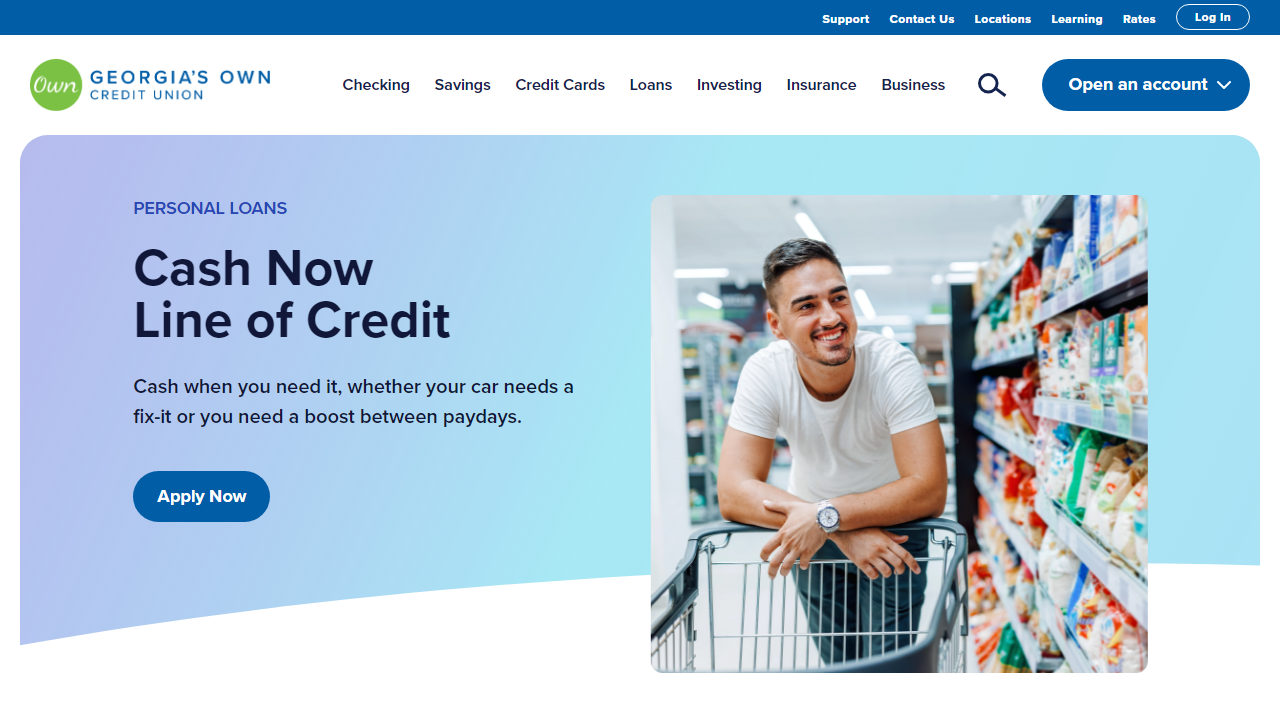 Support Contact Us Locations Learning Rates Log In
Own GEORGIA'S OWN
CREDIT UNION
Checking Savings Credit Cards Loans Investing Insurance Business Open an account
PERSONAL LOANS
Cash Now
Line of Credit
Cash when you need it, whether your car needs a
fix-it or you need a boost between paydays.
Apply Now